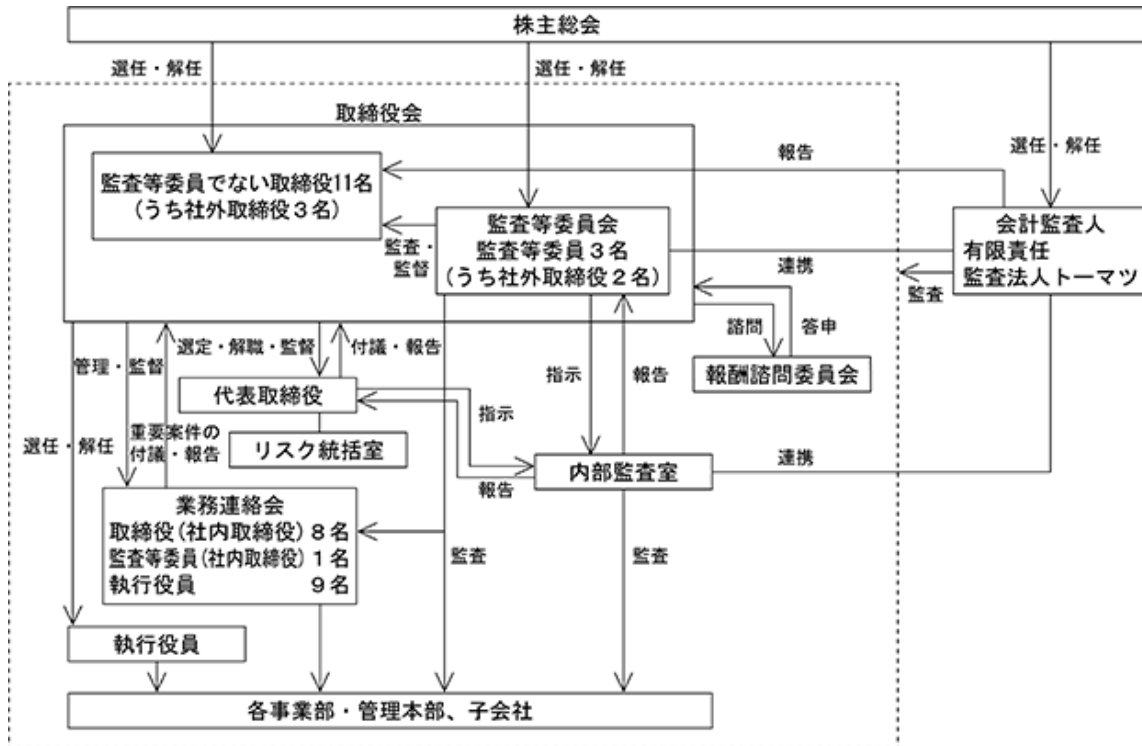 株主総会
選任・解任
選任・解任
選任・解任
取締役会
監査等委員でない取締役11名
(うち社外取締役3名)
報告
監査等委員会
監査等委員3名
(うち社外取締役2名)
監査・
監督
会計監査人
有限責任
監査法人トーマツ
連携
監査
諮問
答申
報酬諮問委員会
管理・監督
選定・解職・監督
付議・報告
指示
報告
代表取締役
指示
リスク統括室
選任・解任
重要案件の
付議・報告
内部監査室
連携
報告
業務連絡会
取締役(社内取締役)8名
監査等委員(社内取締役)1名
執行役員 9名
監査
監査
執行役員
各事業部・管理本部、子会社